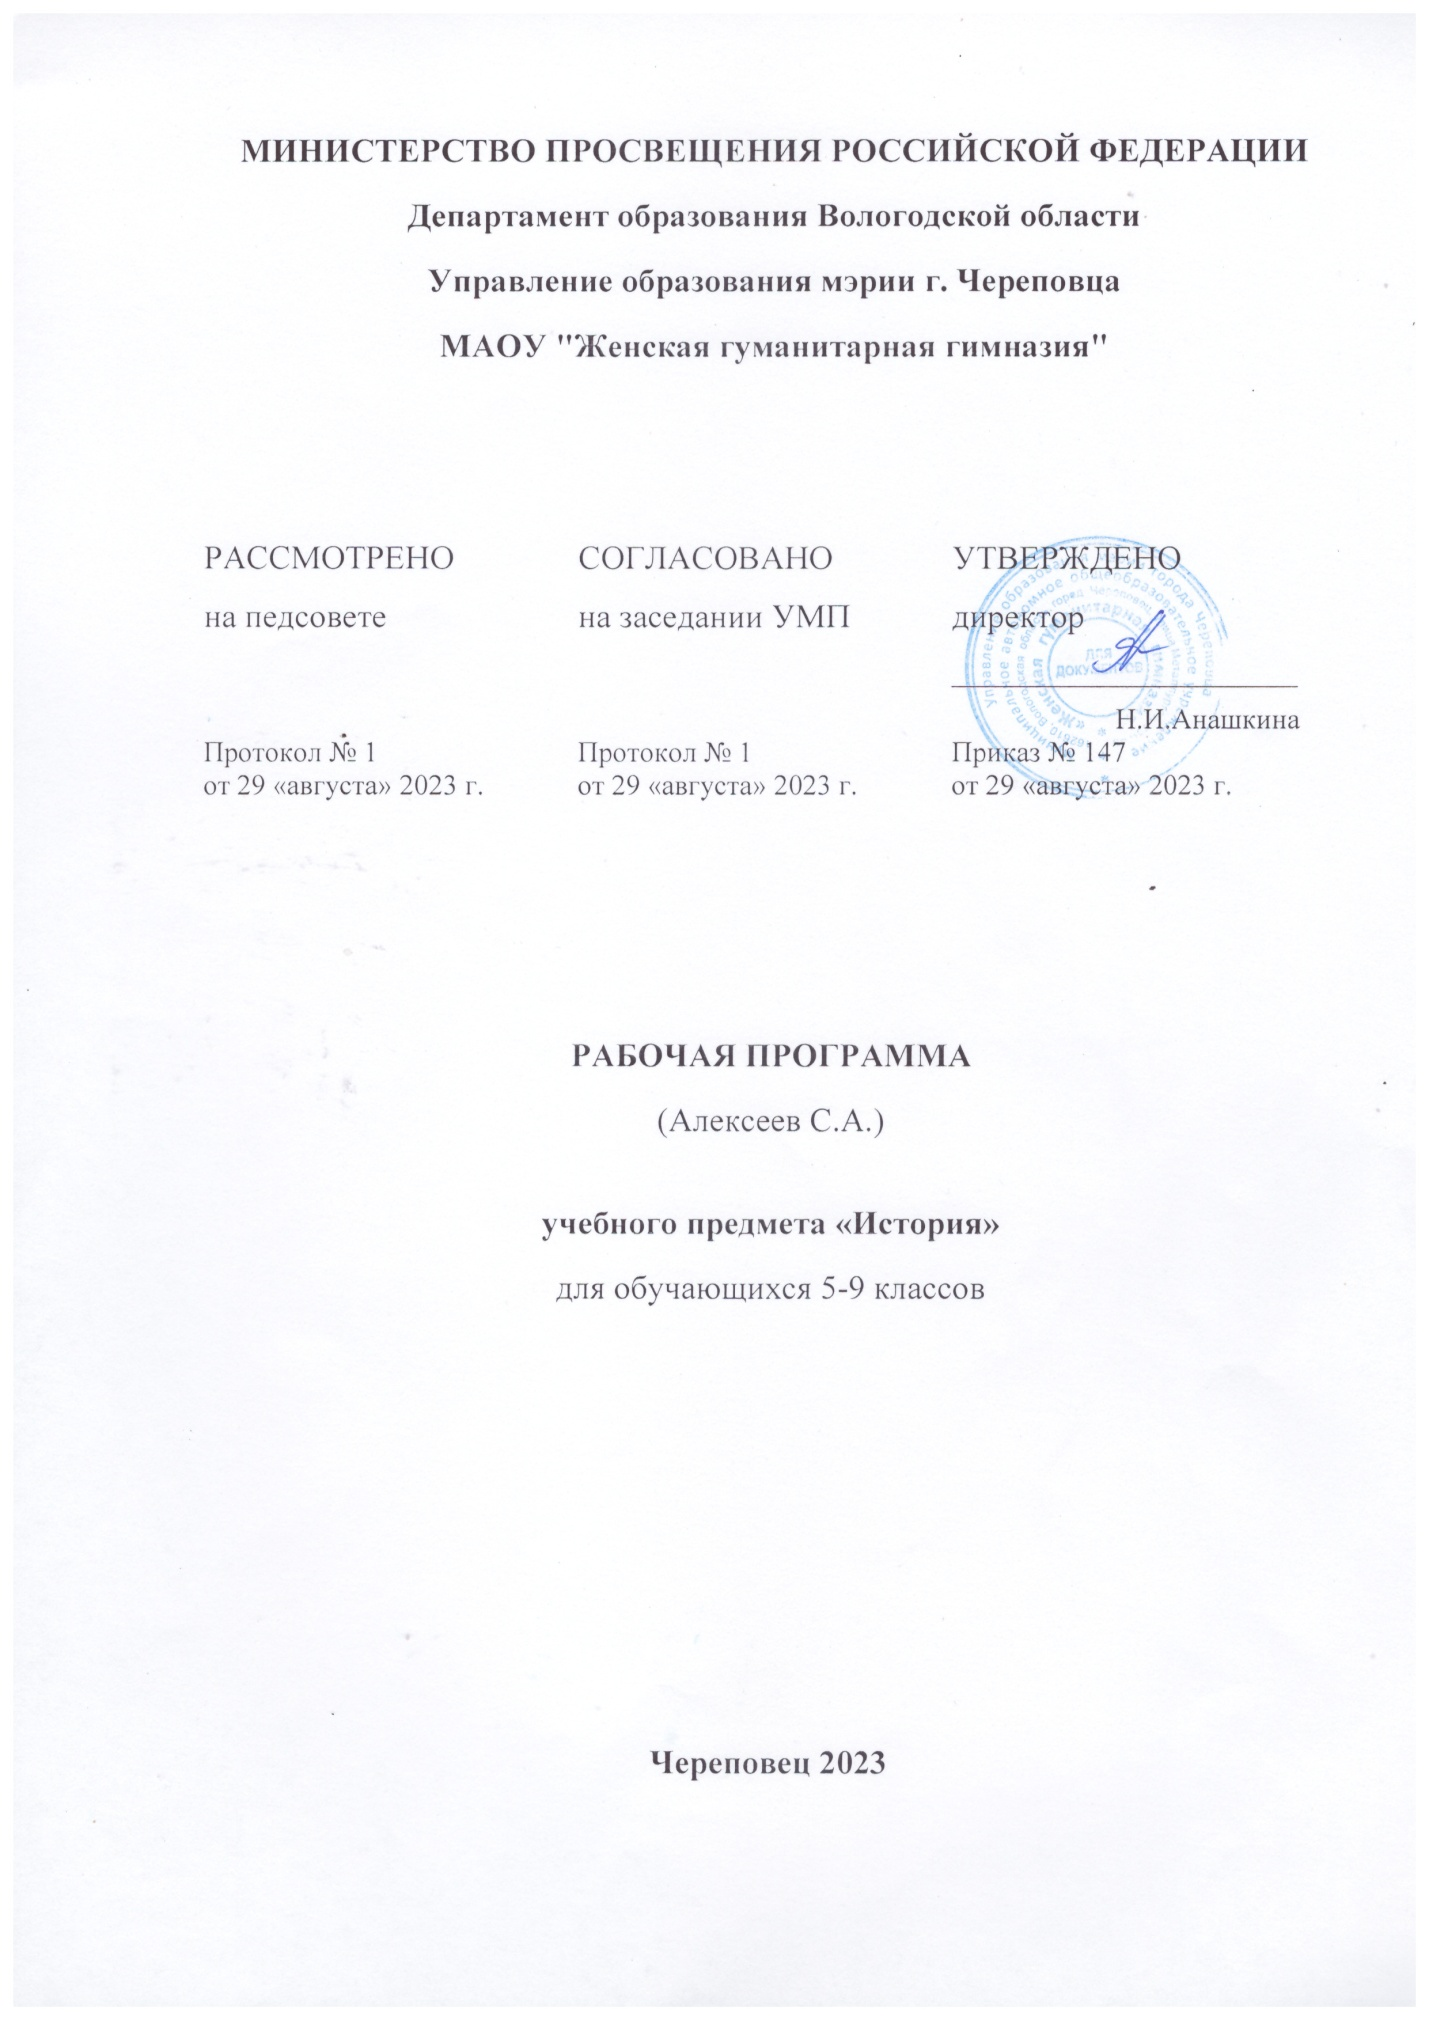 МИНИСТЕРСТВО ПРОСВЕЩЕНИЯ РОССИЙСКОЙ ФЕДЕРАЦИИ
Департамент образования Вологодской области
Управление образования мэрии г. Череповца
МАОУ "Женская гуманитарная гимназия"
РАССМОТРЕНО
на педсовете
Протокол № 1
от 29 «августа» 2023 г.
СОГЛАСОВАНО
на заседании УМП
Протокол № 1
от 29 «августа» 2023 г.
УТВЕРЖДЕНО
директор
Н.И.Анашкина
Приказ № 147
от 29 «августа» 2023 г.
ДЛЯ
ДОКУМЕНТОВ
РАБОЧАЯ ПРОГРАММА
(Алексеев С.А.)
учебного предмета «История»
для обучающихся 5-9 классов
Череповец 2023